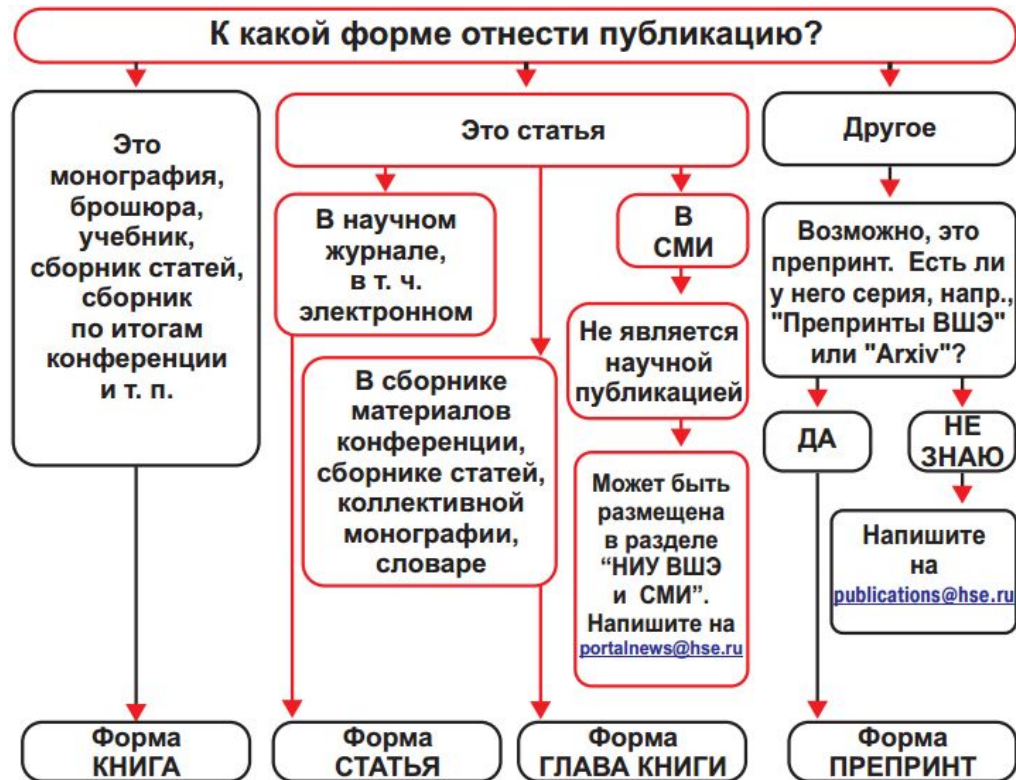 К какой форме отнести публикацию?
Это
монография,
брошюра,
учебник,
сборник статей,
сборник
по итогам
конференции
и т. п.
Это статья
Другое
В научном
журнале,
в т. ч.
электронном
В
СМИ
Возможно, это
препринт. Есть ли
у него серия, напр.,
"Препринты ВШЭ"
или "Arxiv"?
Не является
научной
публикацией
В сборнике
материалов
конференции,
сборнике статей,
коллективной
монографии,
словаре
ДА
НЕ
ЗНАЮ
Может быть
размещена
в разделе
“НИУ ВШЭ
и СМИ”.
Напишите на
portalnews@hse.ru
Напишите
на
publications@hse.ru
Форма
КНИГА
Форма
СТАТЬЯ
Форма
ГЛАВА КНИГИ
Форма
ПРЕПРИНТ